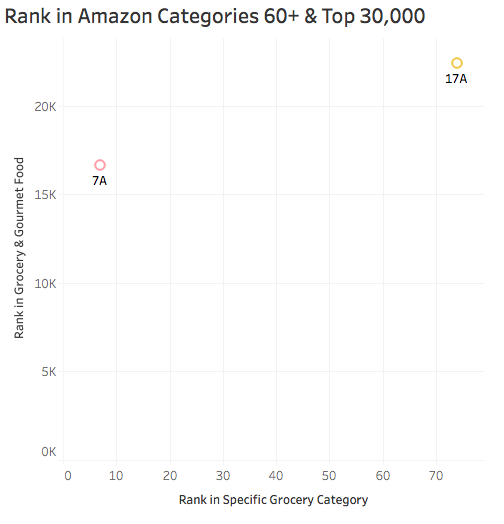 Rank in Amazon Categories 60+ & Top 30,000
17A
20K
7A
15K
Rank in Grocery & Gourmet Food
10K
5K
0K
0 10 20 30 40 50 60 70
Rank in Specific Grocery Category